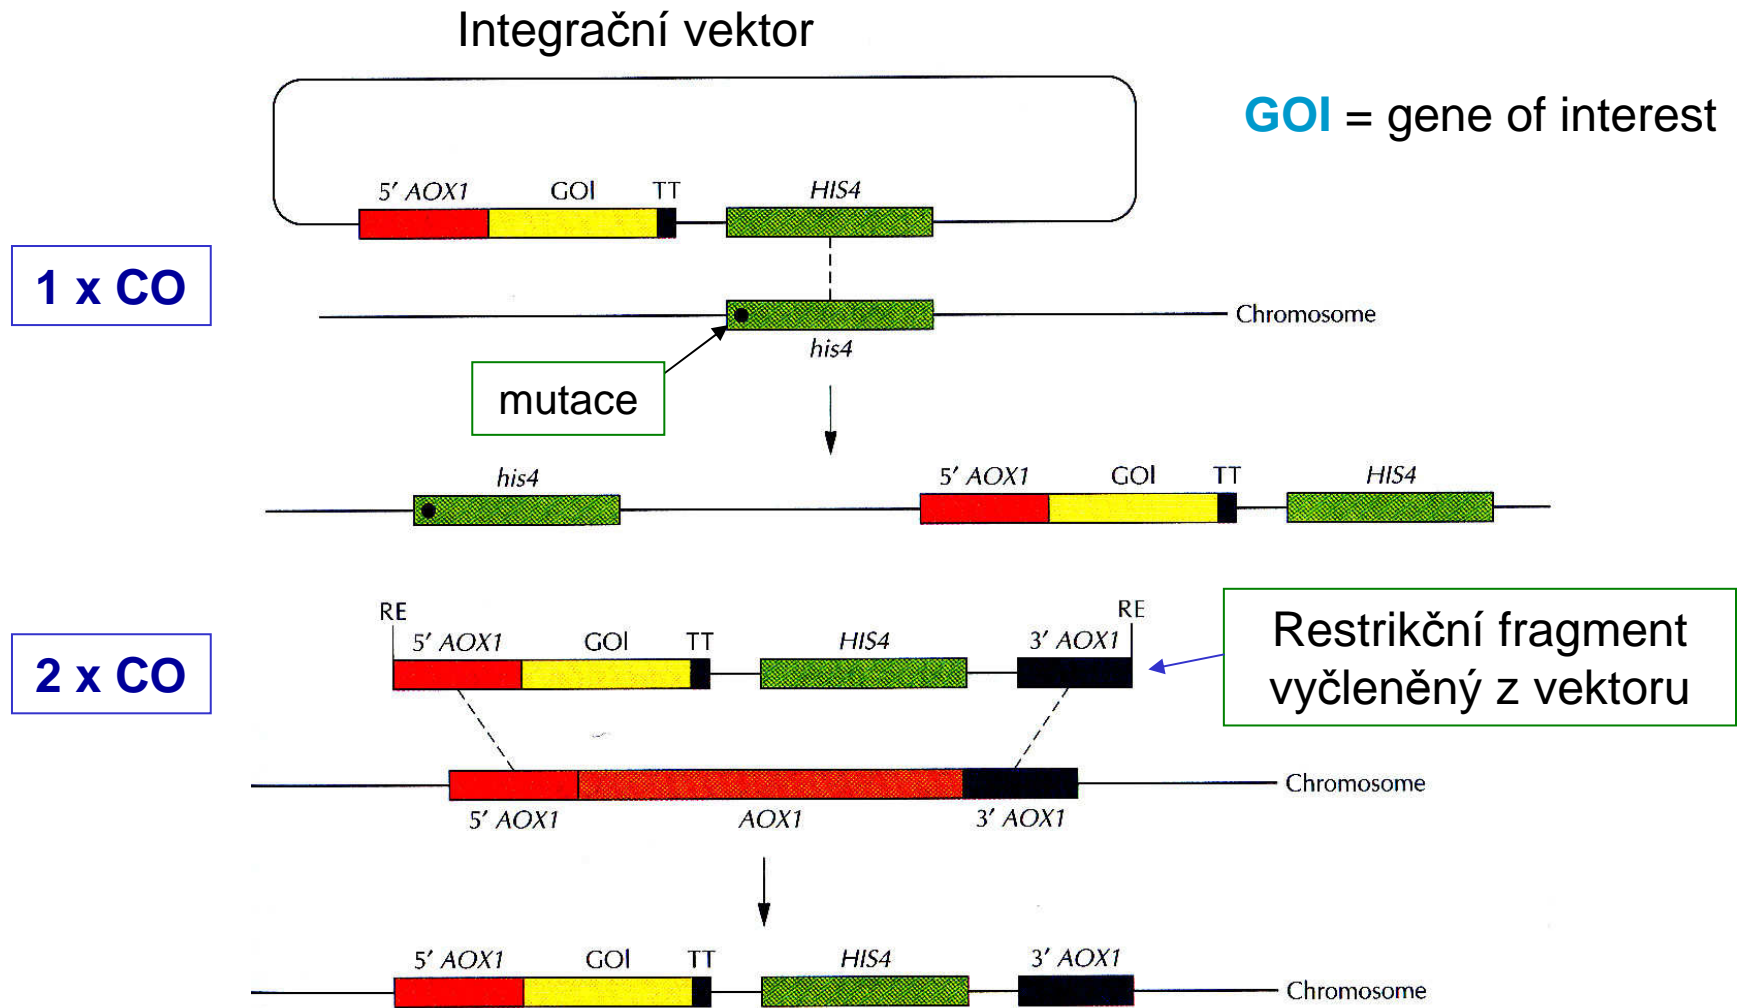 Integrační vektor
GOI = gene of interest
5′ AOX1 GOI TT HIS4
1 x CO
Chromosome
his4
mutace
his4 5′ AOX1 GOI TT HIS4
RE RE
5′ AOX1 GOI TT HIS4 3′ AOX1
2 x CO
Restrikční fragment
vyčleněný z vektoru
Chromosome
5′ AOX1 AOX1 3′ AOX1
5′ AOX1 GOI TT HIS4 3′ AOX1
Chromosome